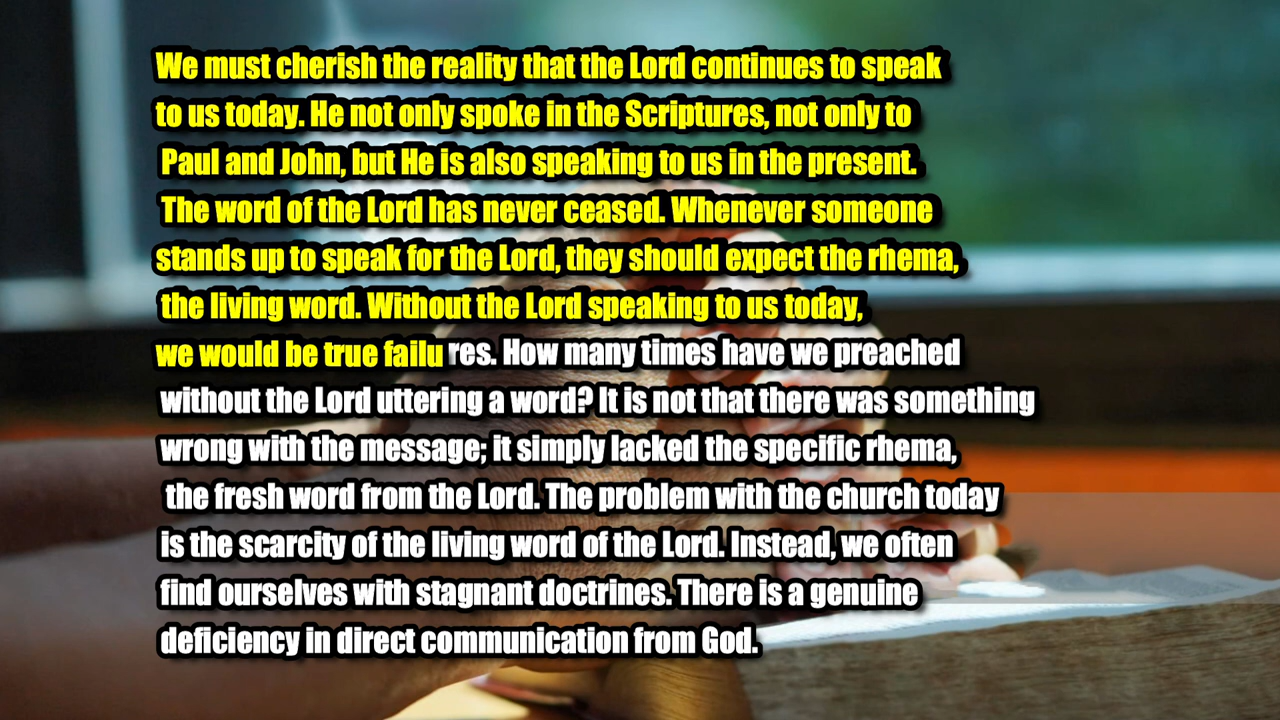 We must cherish the reality that the Lord continues to speak
to us today. He not only spoke in the Scriptures, not only to
Paul and John, but He is also speaking to us in the present.
The word of the Lord has never ceased. Whenever someone
stands up to speak for the Lord, they should expect the rhema,
the living word. Without the Lord speaking to us today,
we would be true failures. How many times have we preached
without the Lord uttering a word? It is not that there was something
wrong with the message; it simply lacked the specific rhema,
the fresh word from the Lord. The problem with the church today
is the scarcity of the living word of the Lord. Instead, we often
find ourselves with stagnant doctrines. There is a genuine
deficiency in direct communication from God.